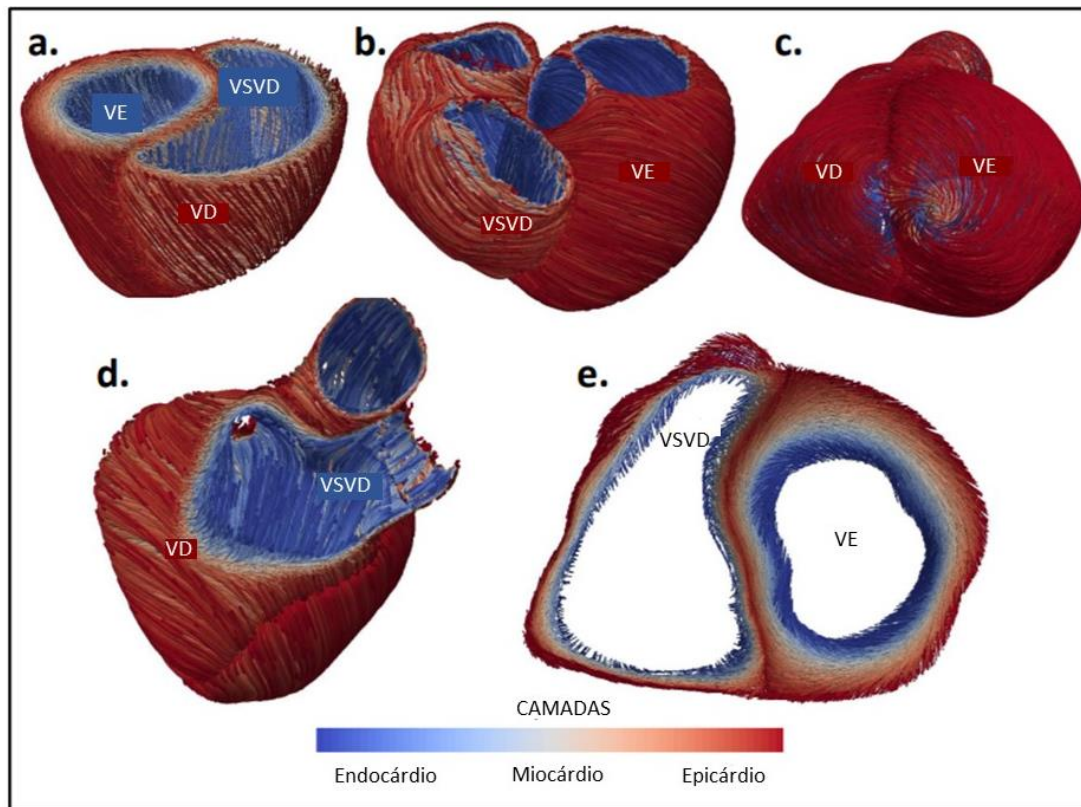 a.
VE
VSVD
VD
b.
VE
VSVD
c.
VD
VE
d.
VSVD
VD
e.
VSVD
VE
CAMADAS
Endocárdio Miocárdio Epicárdio